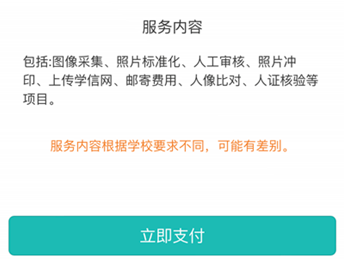 服务内容
包括:图像采集、照片标准化、人工审核、照片冲
印、上传学信网、邮寄费用、人像比对、人证核验等
项目。
服务内容根据学校要求不同，可能有差别。
立即支付